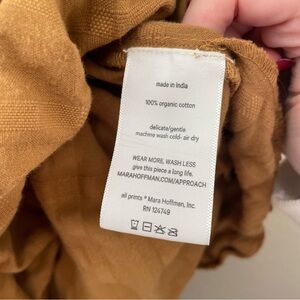 made in India
100% organic cotton
delicate/gentle
machine wash cold- air dry
WEAR MORE, WASH LESS
give this piece a long life.
MARAHOFFMAN.COM/APPROACH
all prints ® Mara Hoffman, Inc.
RN 124749